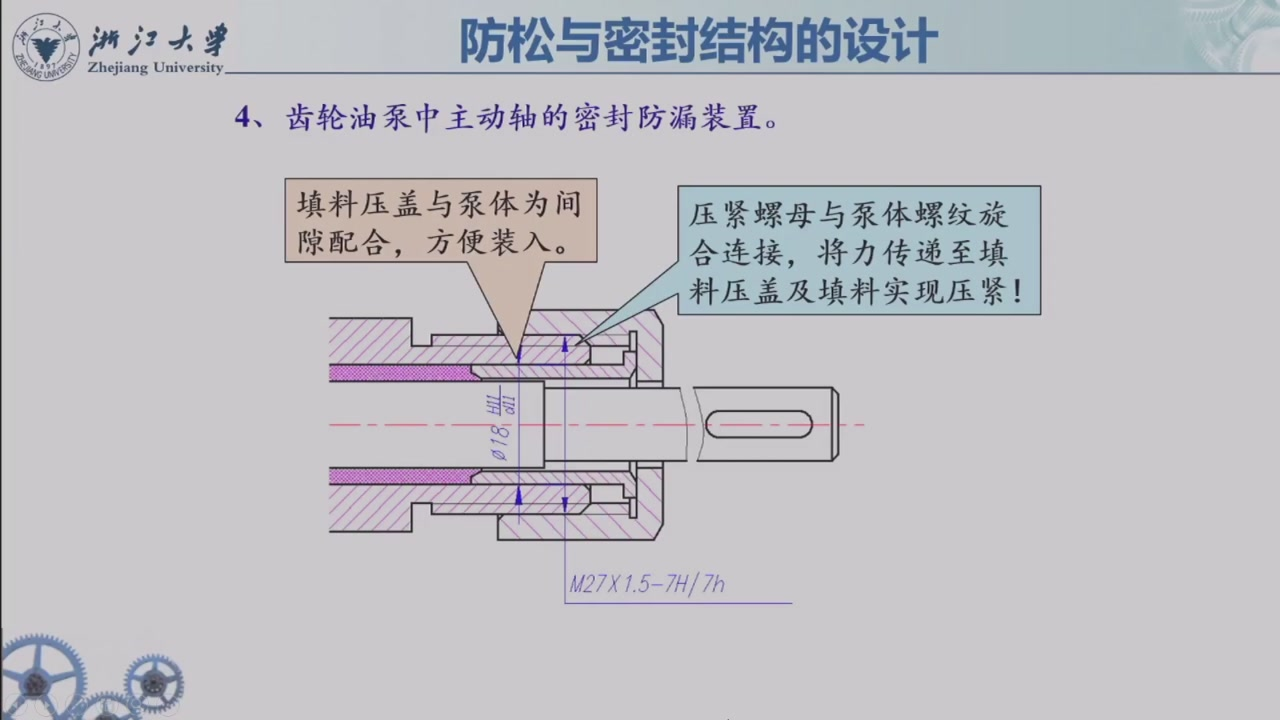 浙江大学
Zhejiang University
ZHEJIANG UNIVERSITY
1897
防松与密封结构的设计
4、齿轮油泵中主动轴的密封防漏装置。
填料压盖与泵体为间
隙配合，方便装入。
压紧螺母与泵体螺纹旋
合连接，将力传递至填
料压盖及填料实现压紧！
ø18 H11/d11
M27X1.5-7H/7h